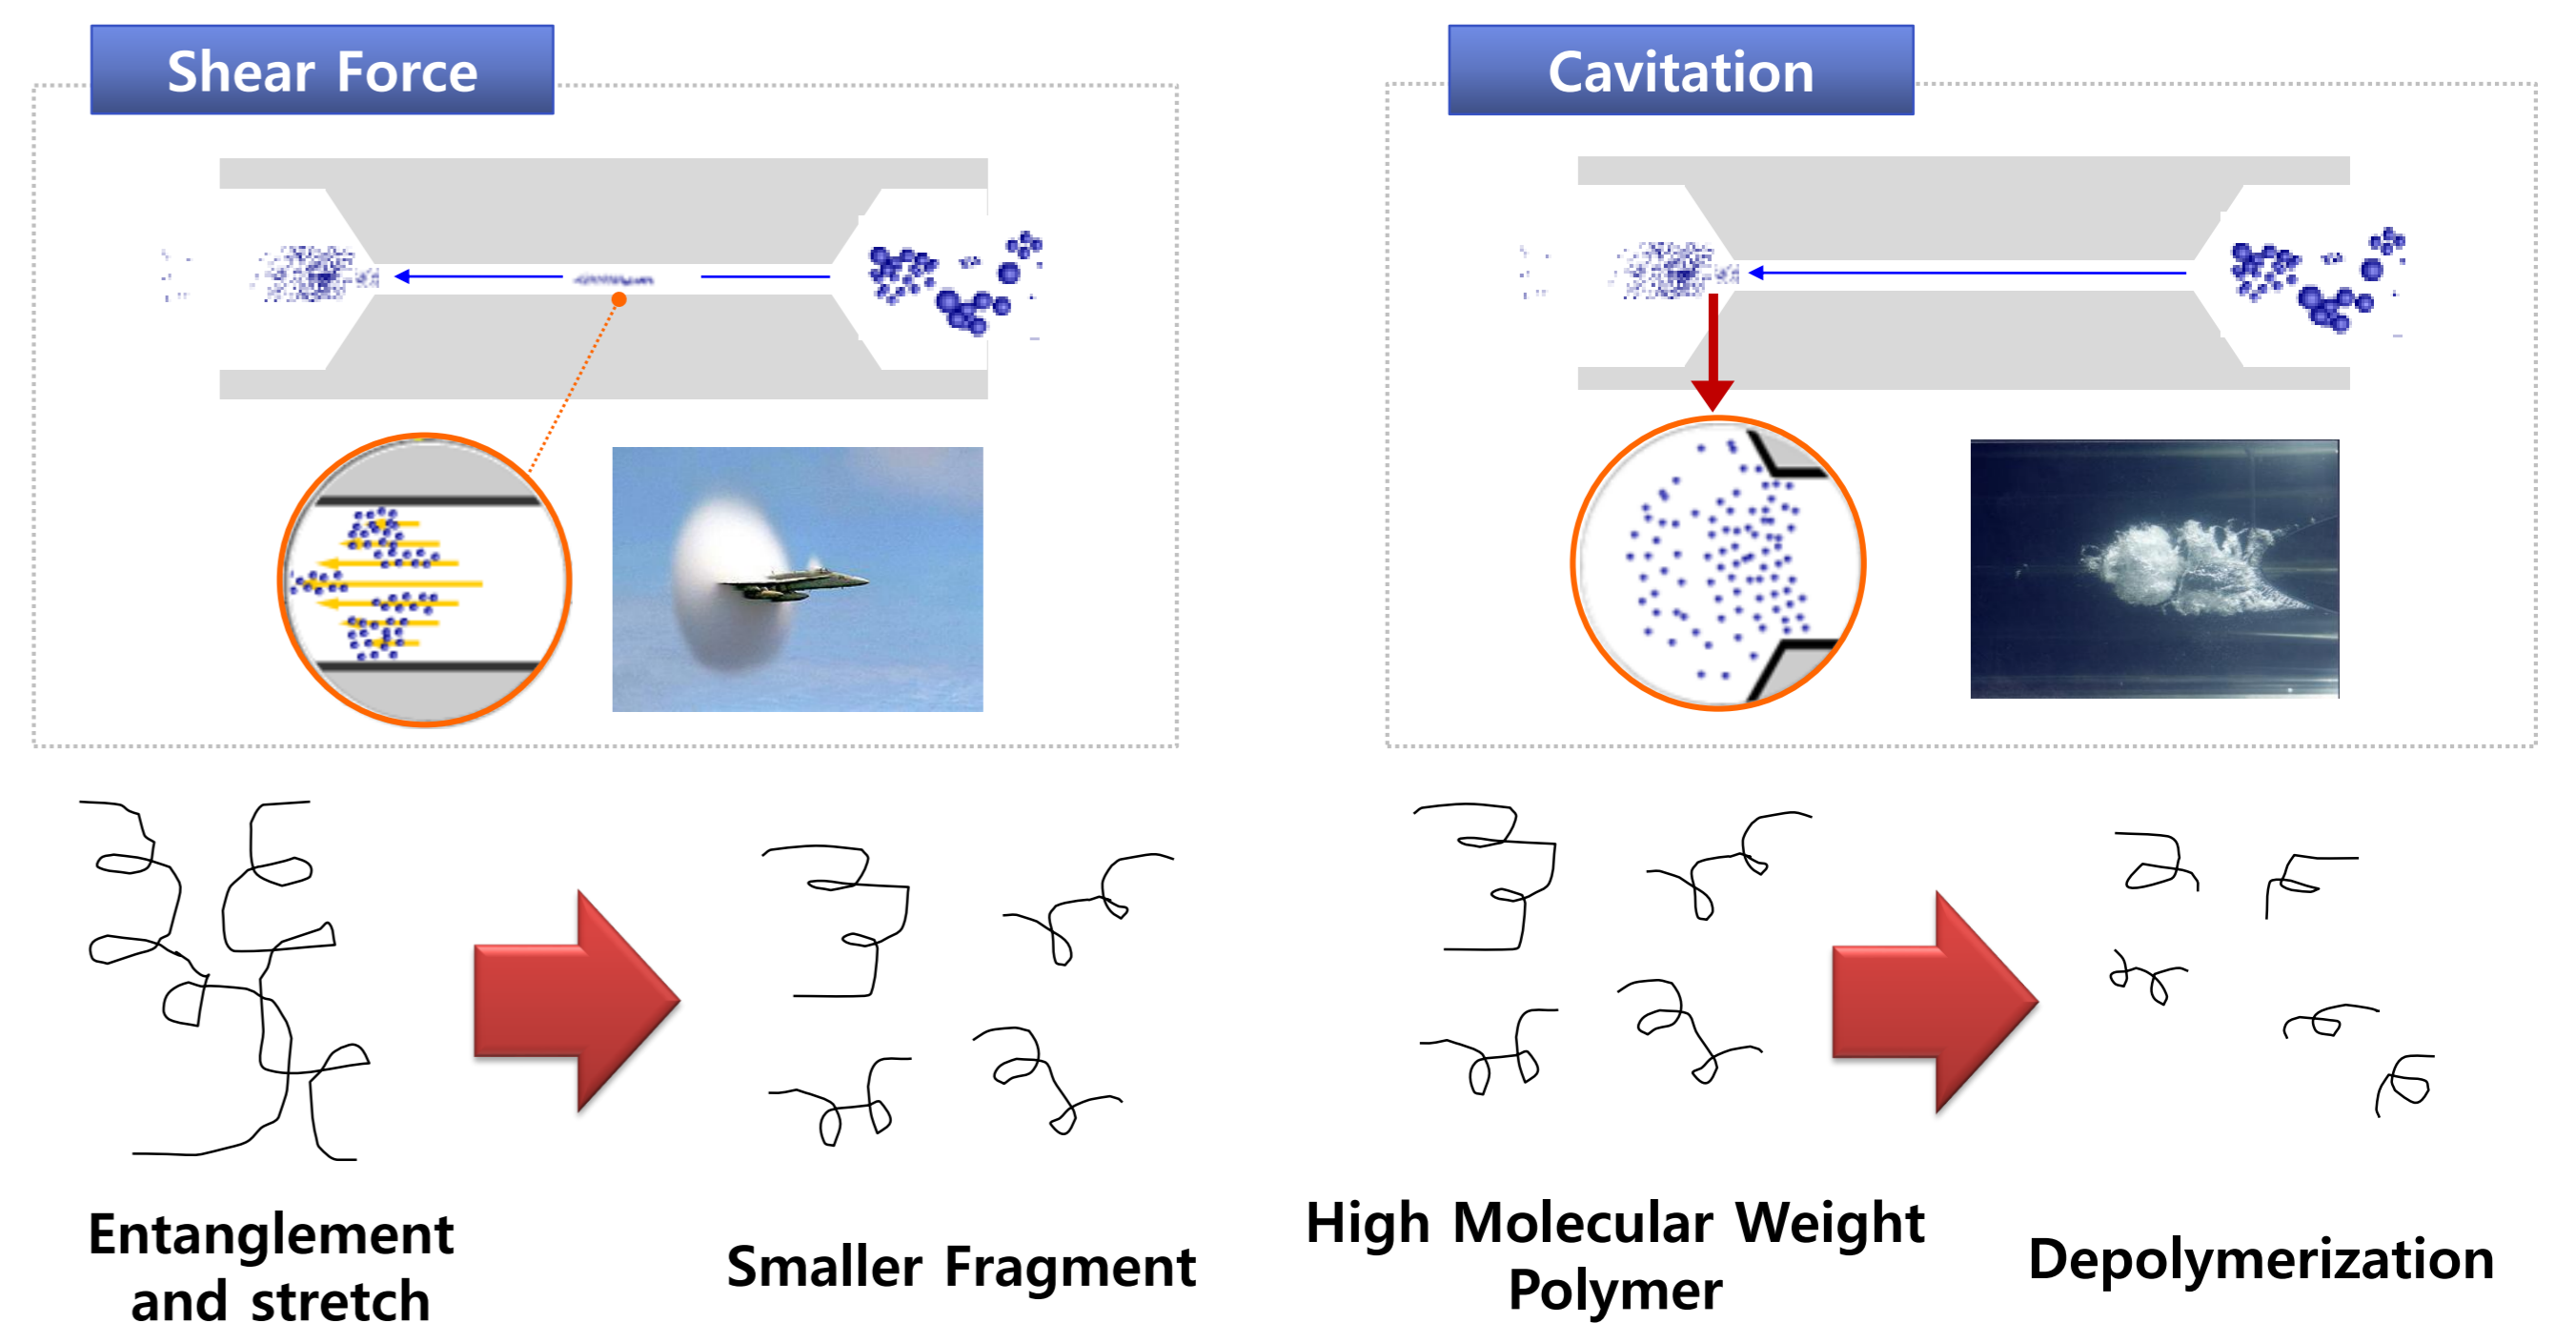 Shear Force
Cavitation
Entanglement
and stretch
Smaller Fragment
High Molecular Weight
Polymer
Depolymerization